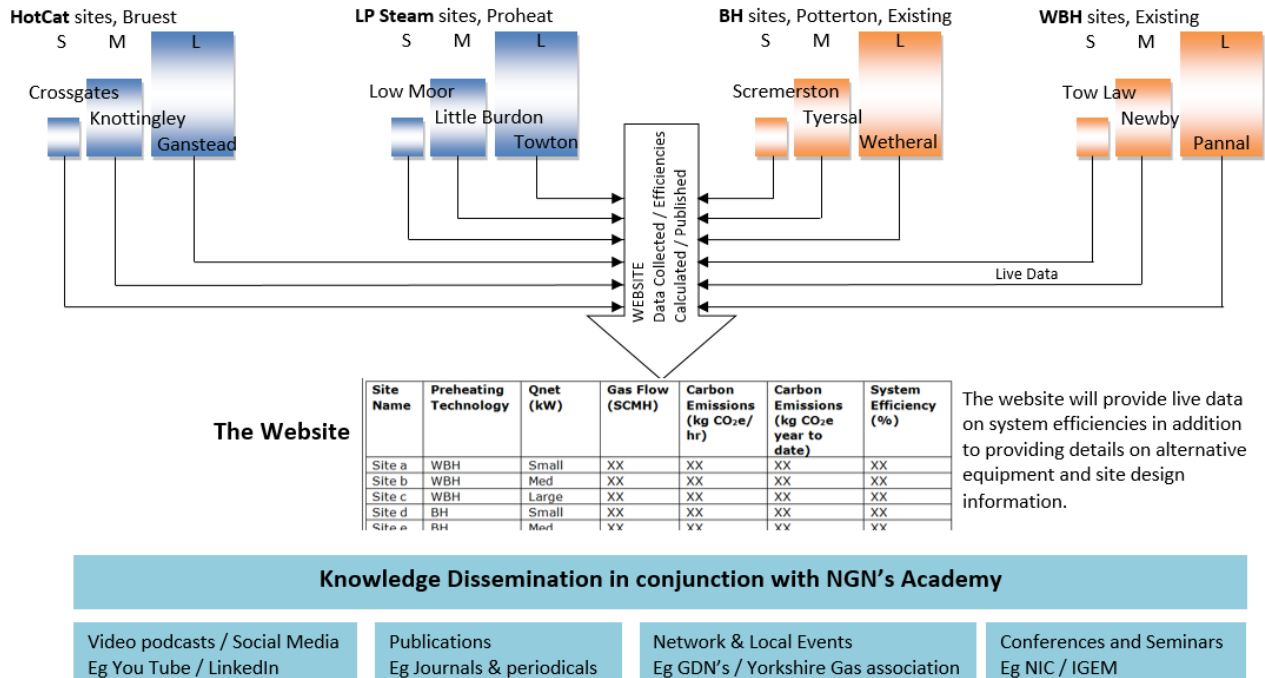 HotCat sites, Bruest
S M L
Crossgates
Knottingley
Ganstead
LP Steam sites, Proheat
S M L
Low Moor
Little Burdon
Towton
BH sites, Potterton, Existing
S M L
Scremerston
Tyersal
Wetheral
WBH sites, Existing
S M L
Tow Law
Newby
Pannal
WEBSITE
Data Collected / Efficiencies
Calculated / Published
Live Data
The Website
Site Name Preheating Technology Qnet (kW) Gas Flow (SCMH) Carbon Emissions (kg CO₂e/ hr) Carbon Emissions (kg CO₂e year to date) System Efficiency (%)
Site a WBH Small XX XX XX XX
Site b WBH Med XX XX XX XX
Site c WBH Large XX XX XX XX
Site d BH Small XX XX XX XX
Site e BH Med XX XX XX XX
The website will provide live data
on system efficiencies in addition
to providing details on alternative
equipment and site design
information.
Knowledge Dissemination in conjunction with NGN's Academy
Video podcasts / Social Media
Eg You Tube / LinkedIn
Publications
Eg Journals & periodicals
Network & Local Events
Eg GDN's / Yorkshire Gas association
Conferences and Seminars
Eg NIC / IGEM